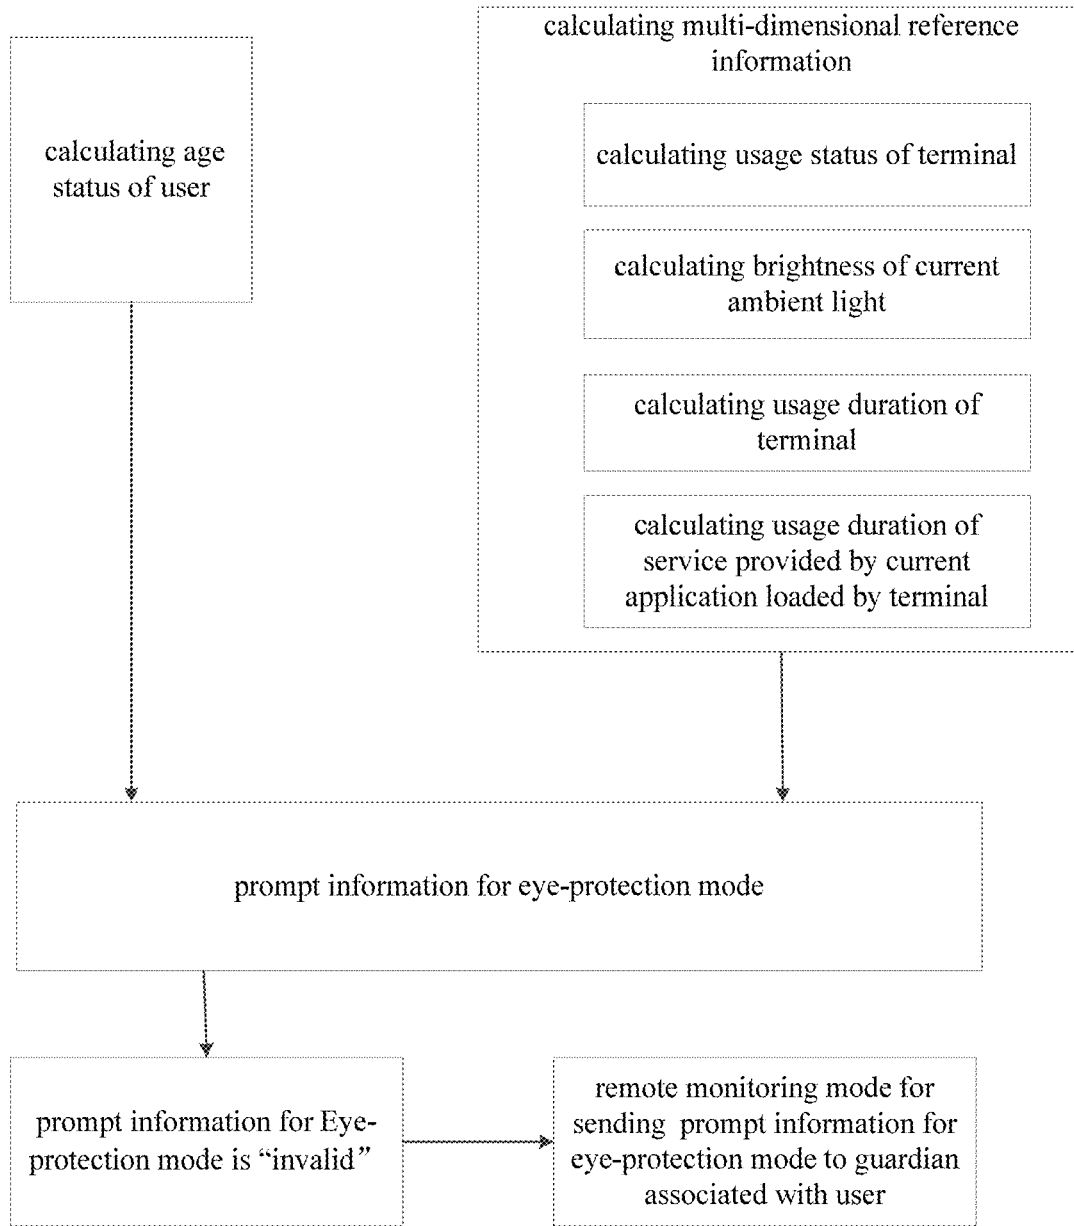 calculating age
status of user
calculating multi-dimensional reference
information
calculating usage status of terminal
calculating brightness of current
ambient light
calculating usage duration of
terminal
calculating usage duration of
service provided by current
application loaded by terminal
prompt information for eye-protection mode
prompt information for Eye-
protection mode is “invalid”
remote monitoring mode for
sending prompt information for
eye-protection mode to guardian
associated with user